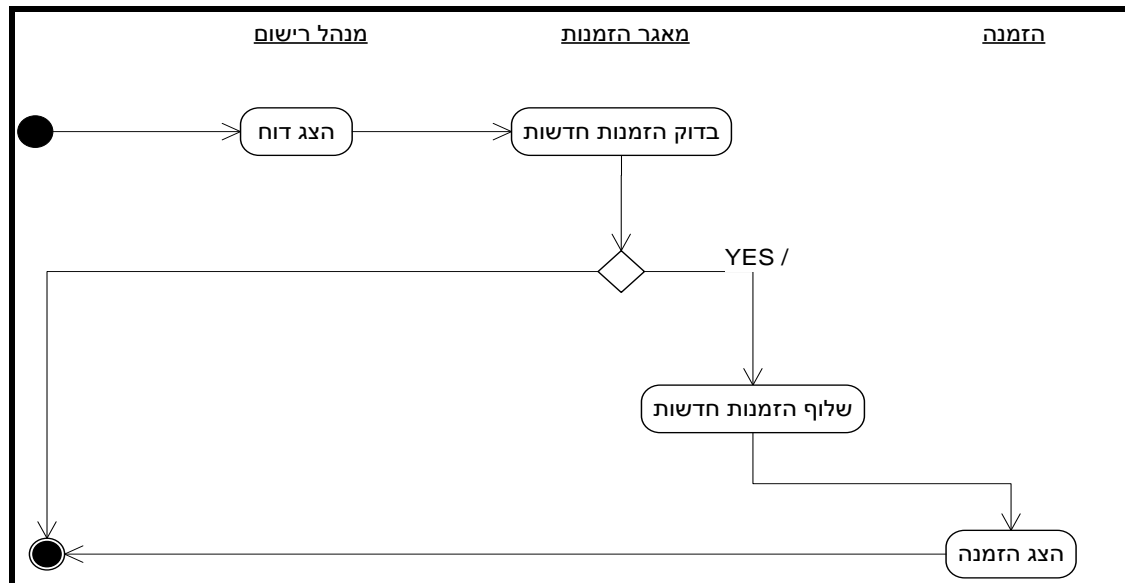 הזמנה
מאגר הזמנות
מנהל רישום
הצג דוח
בדוק הזמנות חדשות
YES /
שלוף הזמנות חדשות
הצג הזמנה